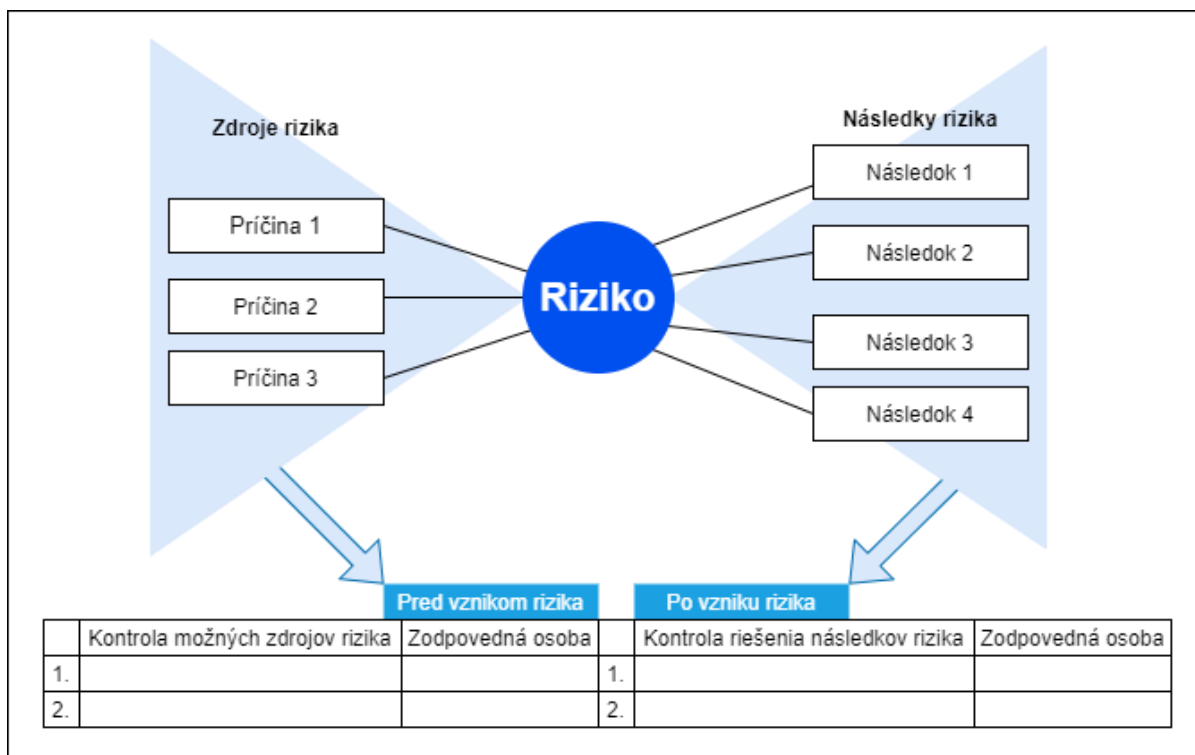 Zdroje rizika
Príčina 1
Príčina 2
Príčina 3
Riziko
Následky rizika
Následok 1
Následok 2
Následok 3
Následok 4
Pred vznikom rizika
Po vzniku rizika
Kontrola možných zdrojov rizika Zodpovedná osoba Kontrola riešenia následkov rizika Zodpovedná osoba
1. 1.
2. 2.